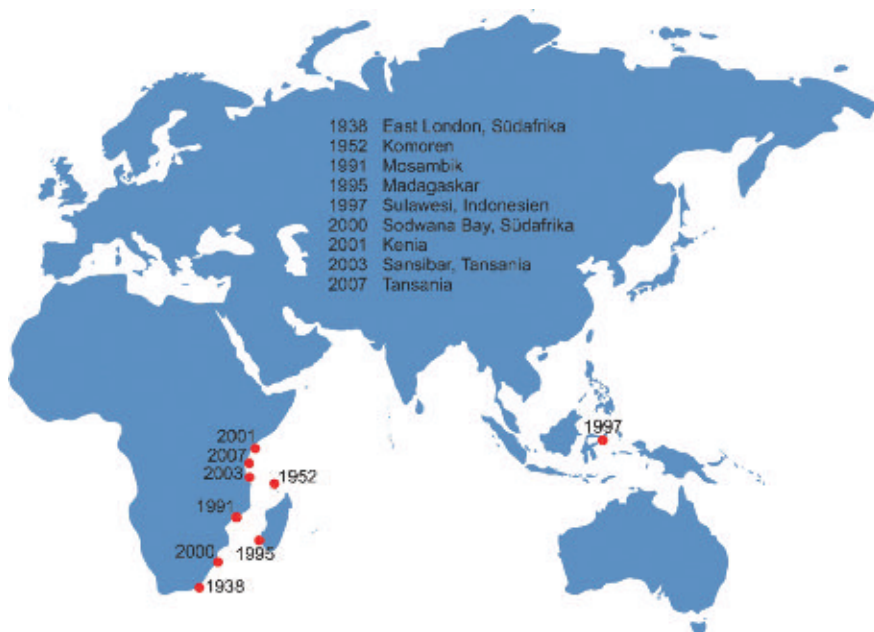 1938 East London, Südafrika
1952 Komoren
1991 Mosambik
1995 Madagaskar
1997 Sulawesi, Indonesien
2000 Sodwana Bay, Südafrika
2001 Kenia
2003 Sansibar, Tansania
2007 Tansania
1997
2001
2007
2003
1952
1991
1995
2000
1938